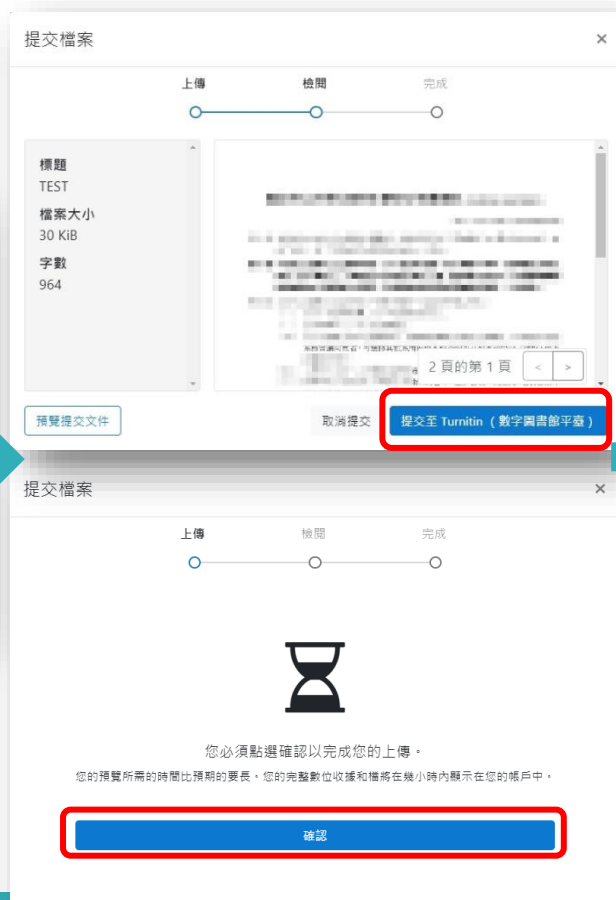 提交檔案 ×
上傳 檢閱 完成
標題
TEST
檔案大小
30 KiB
字數
964
2 頁的第 1 頁 < >
預覽提交文件 取消提交 提交至 Turnitin （數字圖書館平臺）
提交檔案 ×
上傳 檢閱 完成
您必須點選確認以完成您的上傳。
您的預覽所需的時間比預期的要長。您的完整數位收據和檔將在幾小時內顯示在您的帳戶中。
確認